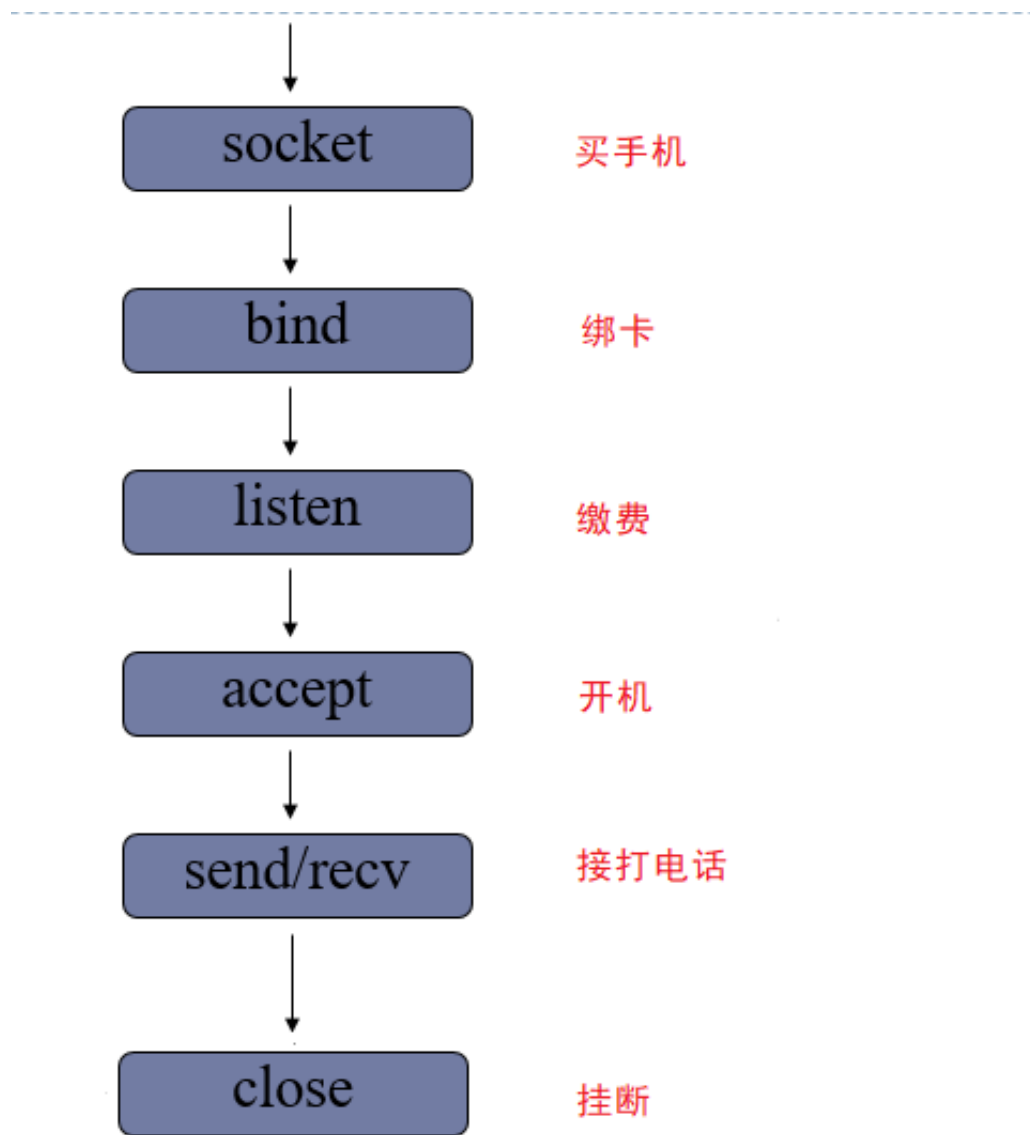 socket 买手机
bind 绑卡
listen 缴费
accept 开机
send/recv 接打电话
close 挂断